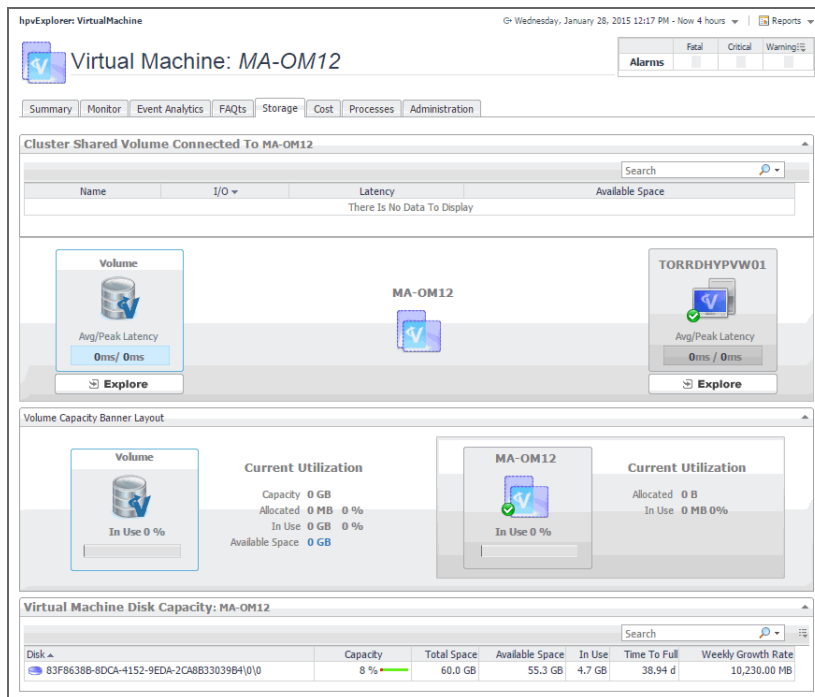 hpvExplorer: VirtualMachine
Wednesday, January 28, 2015 12:17 PM - Now 4 hours
Reports
Virtual Machine: MA-OM12
Fatal Critical Warning
Alarms
Summary Monitor Event Analytics FAQts Storage Cost Processes Administration
Cluster Shared Volume Connected To MA-OM12
Search
Name I/O Latency Available Space
There Is No Data To Display
Volume
Avg/Peak Latency
0ms/ 0ms
Explore
MA-OM12
TORRDHYPVW01
Avg/Peak Latency
0ms / 0ms
Explore
Volume Capacity Banner Layout
Volume
In Use 0 %
Current Utilization
Capacity 0 GB
Allocated 0 MB 0 %
In Use 0 GB 0 %
Available Space 0 GB
MA-OM12
In Use 0 %
Current Utilization
Allocated 0 B
In Use 0 MB 0%
Virtual Machine Disk Capacity: MA-OM12
Search
Disk Capacity Total Space Available Space In Use Time To Full Weekly Growth Rate
83F8638B-8DCA-4152-9EDA-2CA8B33039B4\0\0 8 % 60.0 GB 55.3 GB 4.7 GB 38.94 d 10,230.00 MB